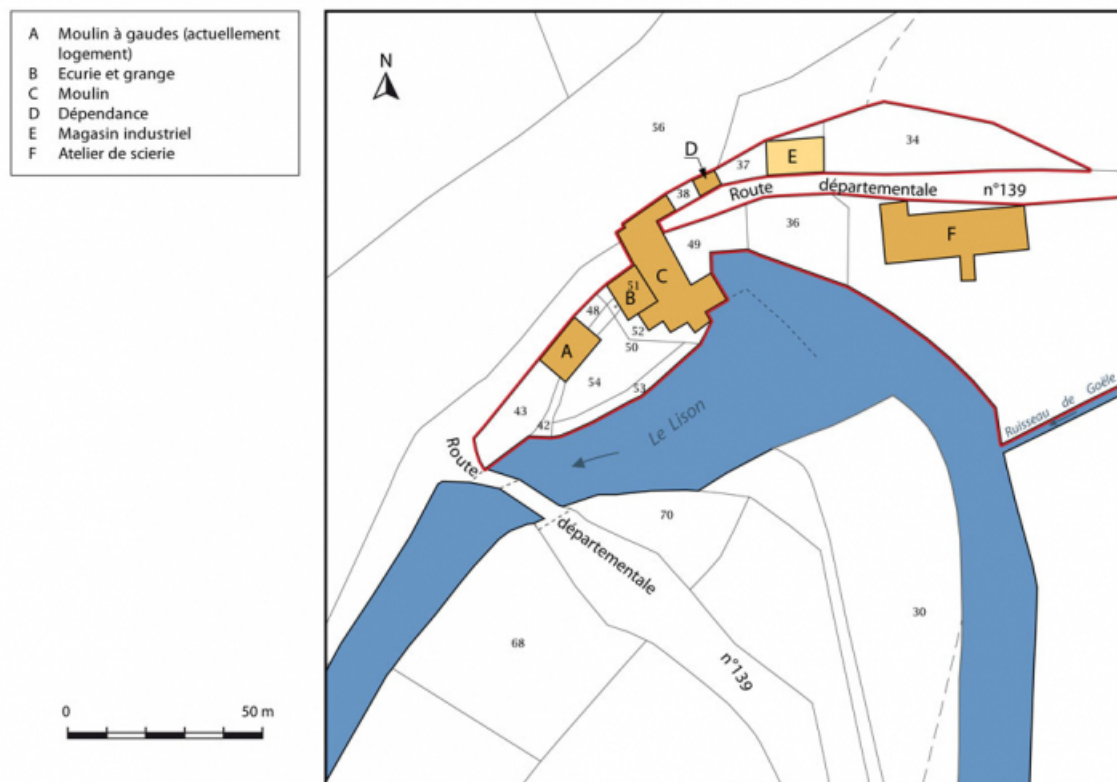 A Moulin à gaudes (actuellement
logement)
B Ecurie et grange
C Moulin
D Dépendance
E Magasin industriel
F Atelier de scierie
N
56
34
D
37
E
38
Route départementale n°139
36
F
49
C
51
B
48
52
A
50
54
53
43
42
Le Lison
Ruisseau de Goële
Route départementale n°139
70
30
68
0 50 m